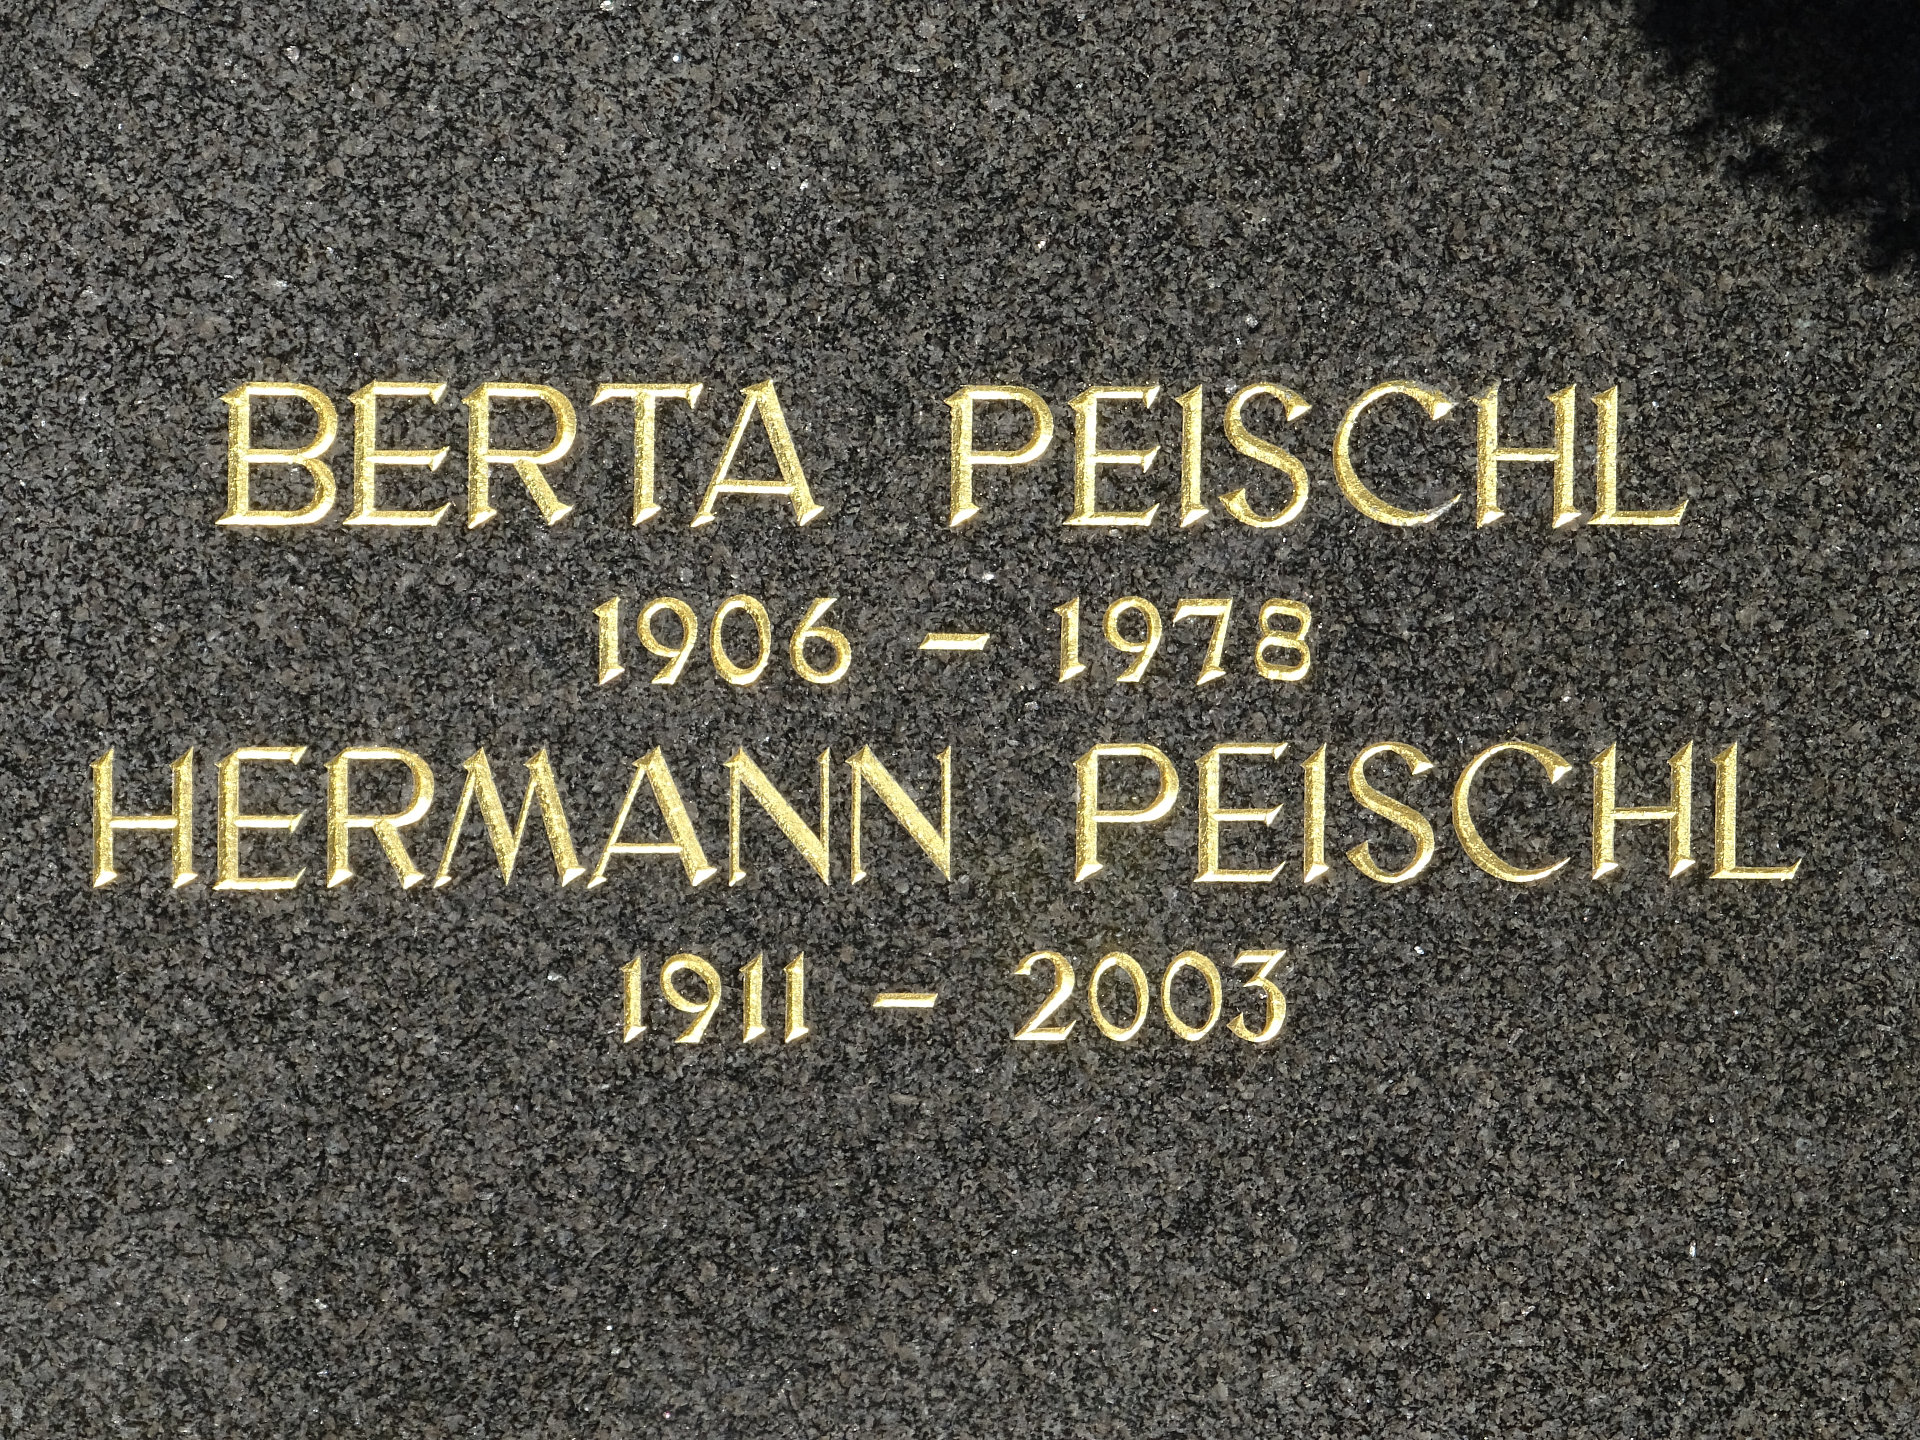 BERTA PEISCHL
1906 – 1978
HERMANN PEISCHL
1911 – 2003